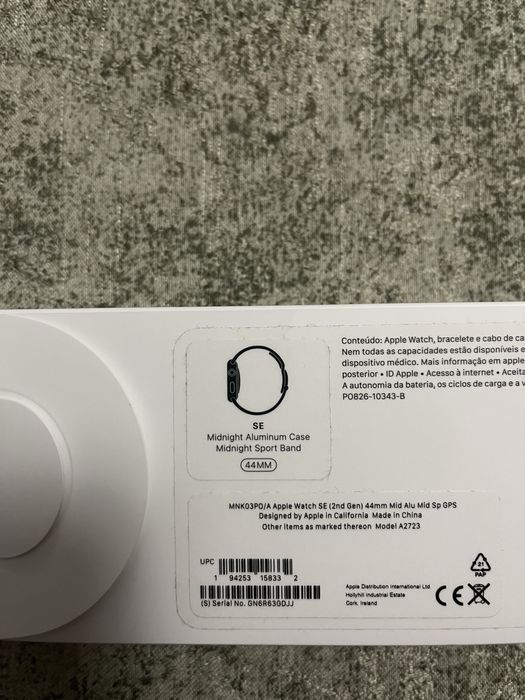 Conteúdo: Apple Watch, bracelete e cabo de
Nem todas as capacidades estão disponíveis
dispositivo médico. Mais informação em
posterior • ID Apple • Acesso à internet •
A autonomia da bateria, os ciclos de carga e a
PO826-10343-B
SE
Midnight Aluminum Case
Midnight Sport Band
44MM
MNK03PO/A Apple Watch SE (2nd Gen) 44mm Mid Alu Mid Sp GPS
Designed by Apple in California Made in China
Other items as marked thereon Model A2723
UPC
1 94253 15833 2
(S) Serial No. GN6R63GDJJ
Apple Distribution International Ltd
Hollyhill Industrial Estate
Cork, Ireland
CE
21
PAP